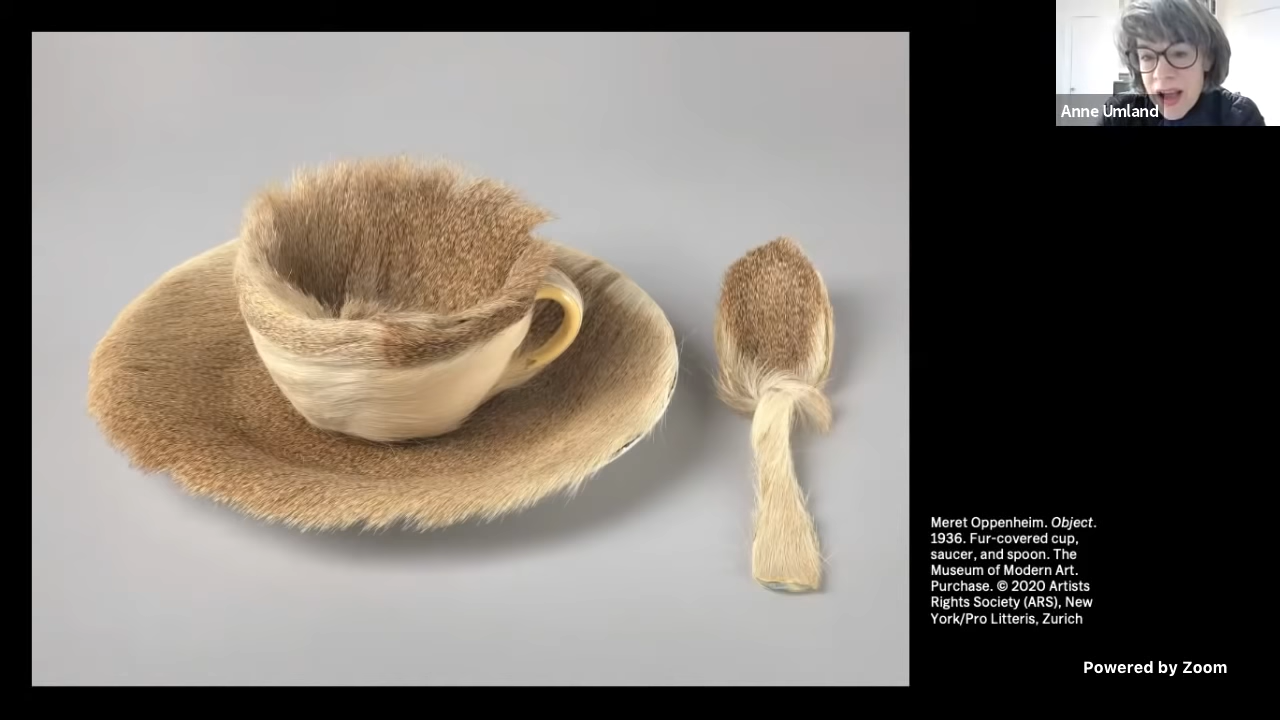 Anne Umland
Meret Oppenheim. Object.
1936. Fur-covered cup,
saucer, and spoon. The
Museum of Modern Art.
Purchase. © 2020 Artists
Rights Society (ARS), New
York/Pro Litteris, Zurich
Powered by Zoom